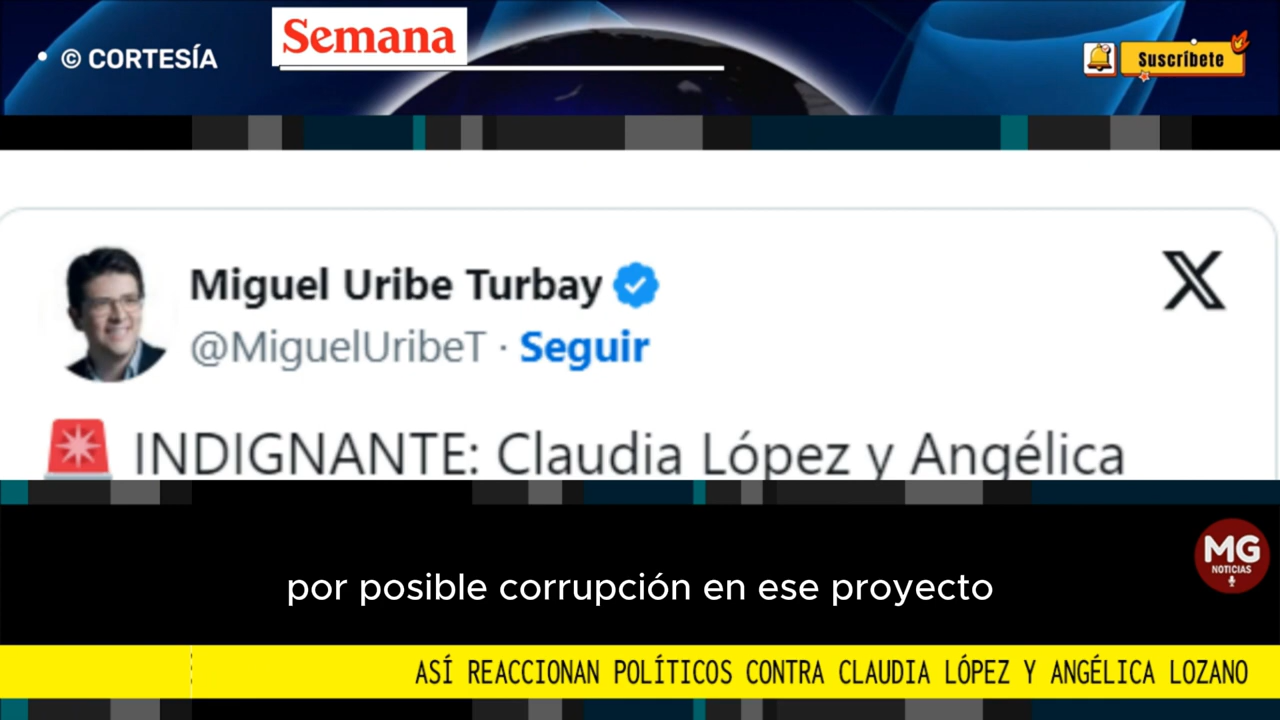 • © CORTESÍA
Semana
Suscríbete
Miguel Uribe Turbay
@MiguelUribeT · Seguir
INDIGNANTE: Claudia López y Angélica
MG
NOTICIAS
por posible corrupción en ese proyecto
ASÍ REACCIONAN POLÍTICOS CONTRA CLAUDIA LÓPEZ Y ANGÉLICA LOZANO